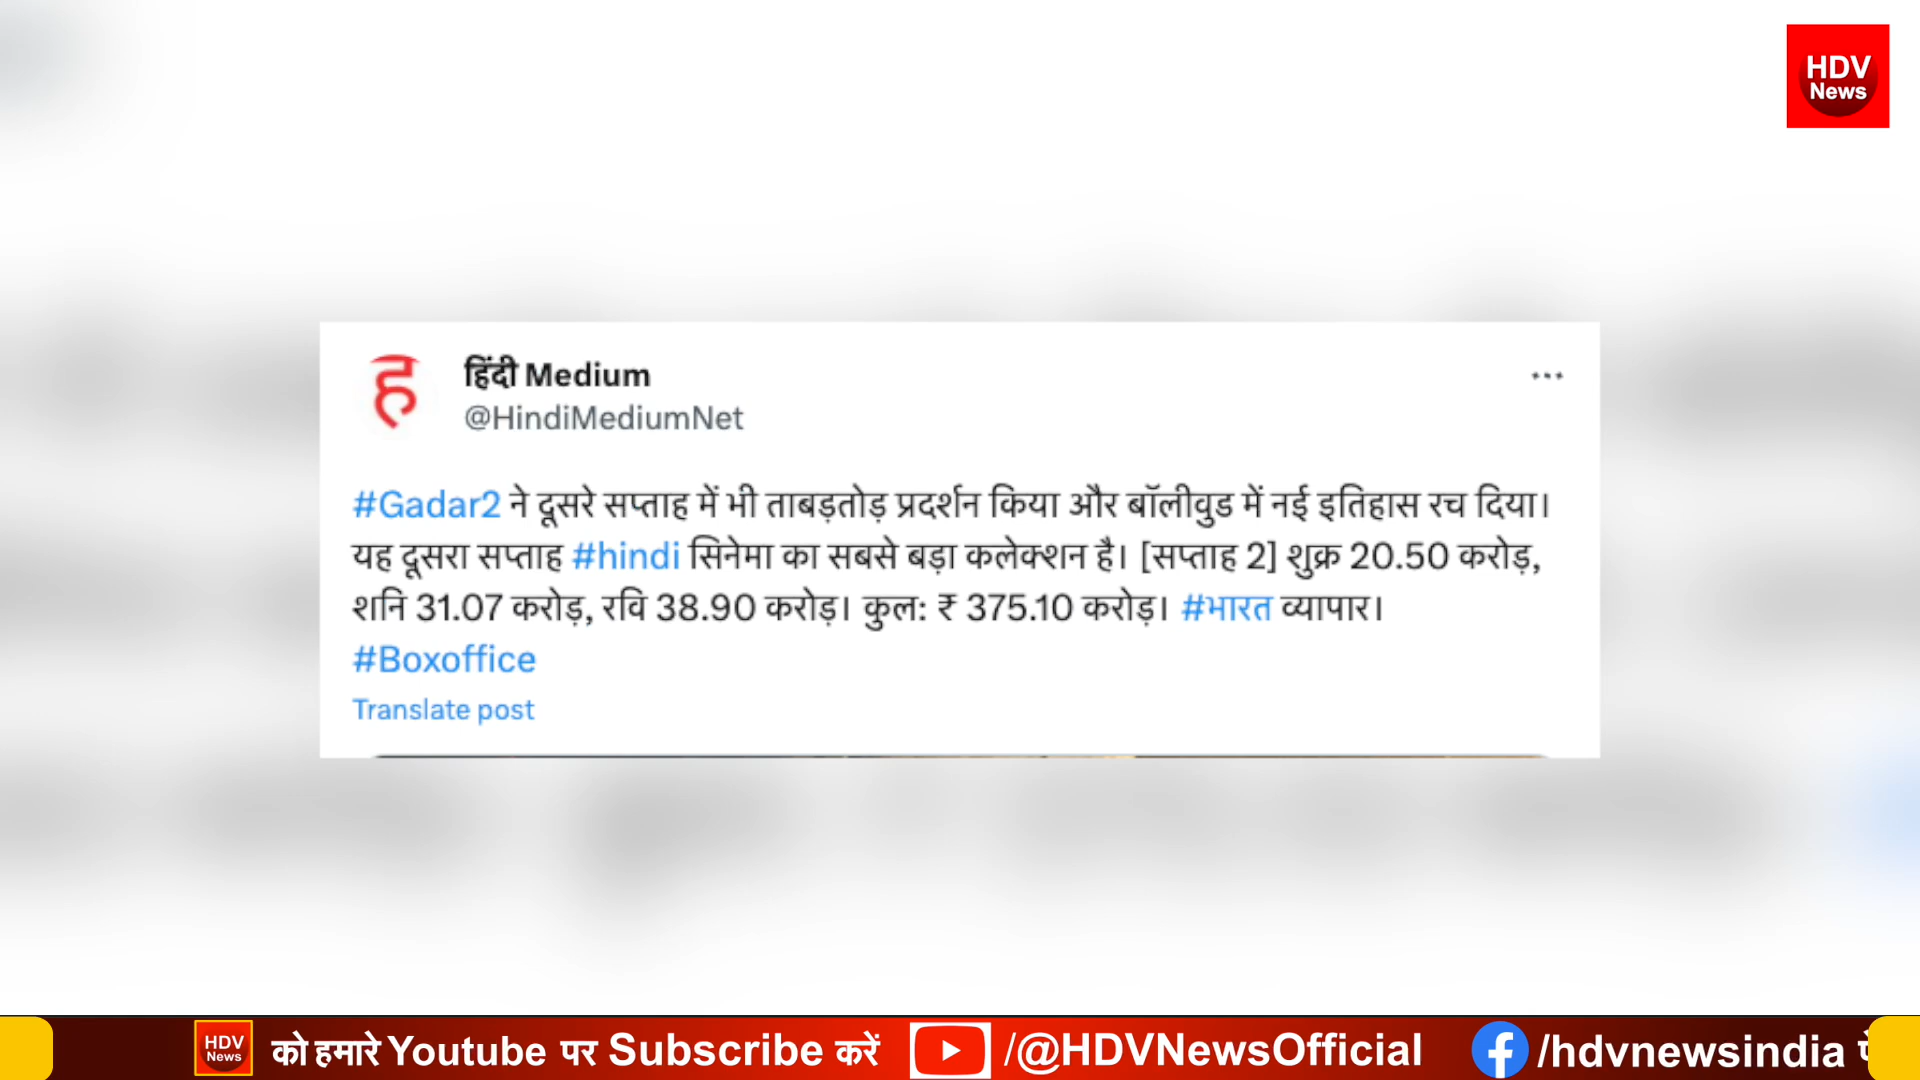 HDV
News
ह
हिंदी Medium
@HindiMediumNet
#Gadar2 ने दूसरे सप्ताह में भी ताबड़तोड़ प्रदर्शन किया और बॉलीवुड में नई इतिहास रच दिया।
यह दूसरा सप्ताह #hindi सिनेमा का सबसे बड़ा कलेक्शन है। [सप्ताह 2] शुक्र 20.50 करोड़,
शनि 31.07 करोड़, रवि 38.90 करोड़। कुल: ₹ 375.10 करोड़। #भारत व्यापार।
#Boxoffice
Translate post
HDV
News
को हमारे Youtube पर Subscribe करें /@HDVNewsOfficial /hdvnewsindia